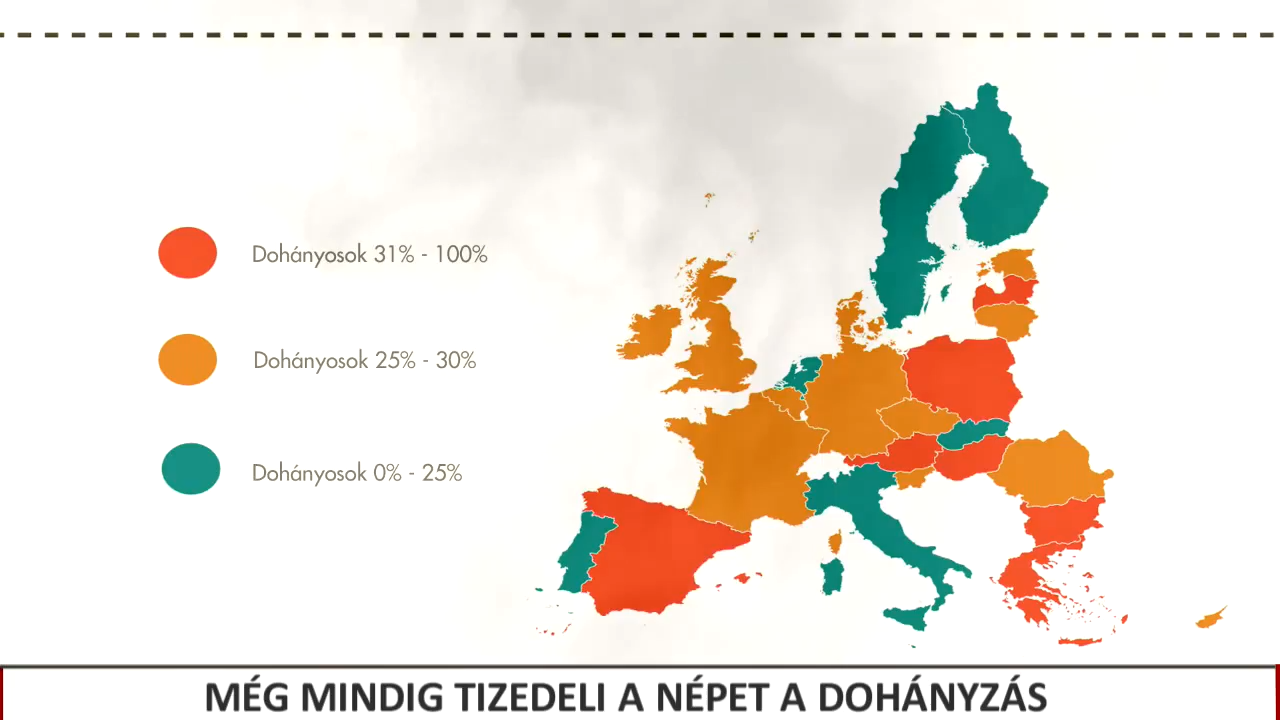 Dohányosok 31% - 100%
Dohányosok 25% - 30%
Dohányosok 0% - 25%
MÉG MINDIG TIZEDELI A NÉPET A DOHÁNYZÁS